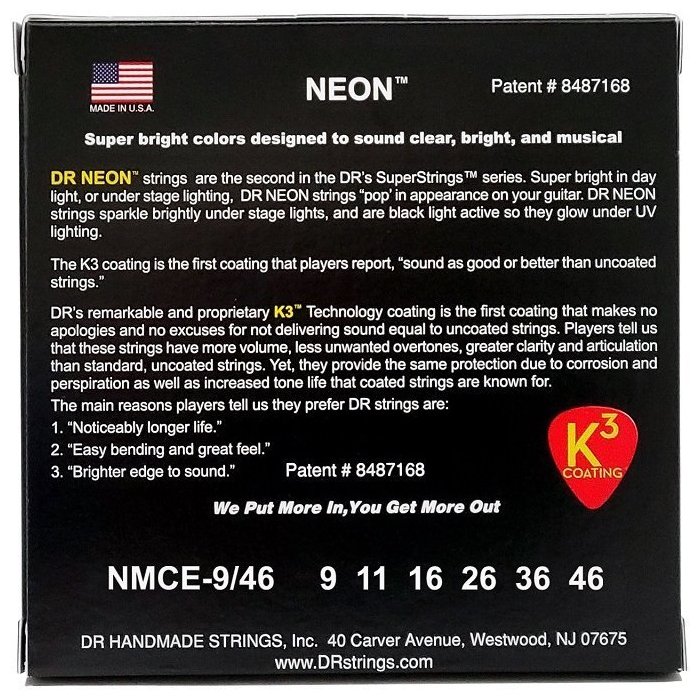 NEON™
Patent # 8487168
MADE IN U.S.A.
Super bright colors designed to sound clear, bright, and musical
DR NEON™ strings are the second in the DR's SuperStrings™ series. Super bright in day
light, or under stage lighting, DR NEON strings "pop' in appearance on your guitar. DR NEON
strings sparkle brightly under stage lights, and are black light active so they glow under UV
lighting.
The K3 coating is the first coating that players report, "sound as good or better than uncoated
strings."
DR's remarkable and proprietary K3™ Technology coating is the first coating that makes no
apologies and no excuses for not delivering sound equal to uncoated strings. Players tell us
that these strings have more volume, less unwanted overtones, greater clarity and articulation
than standard, uncoated strings. Yet, they provide the same protection due to corrosion and
perspiration as well as increased tone life that coated strings are known for.
The main reasons players tell us they prefer DR strings are:
1. "Noticeably longer life."
2. "Easy bending and great feel."
3. "Brighter edge to sound." Patent # 8487168
K3
COATING
We Put More In,You Get More Out
NMCE-9/46 9 11 16 26 36 46
DR HANDMADE STRINGS, Inc. 40 Carver Avenue, Westwood, NJ 07675
www.DRstrings.com